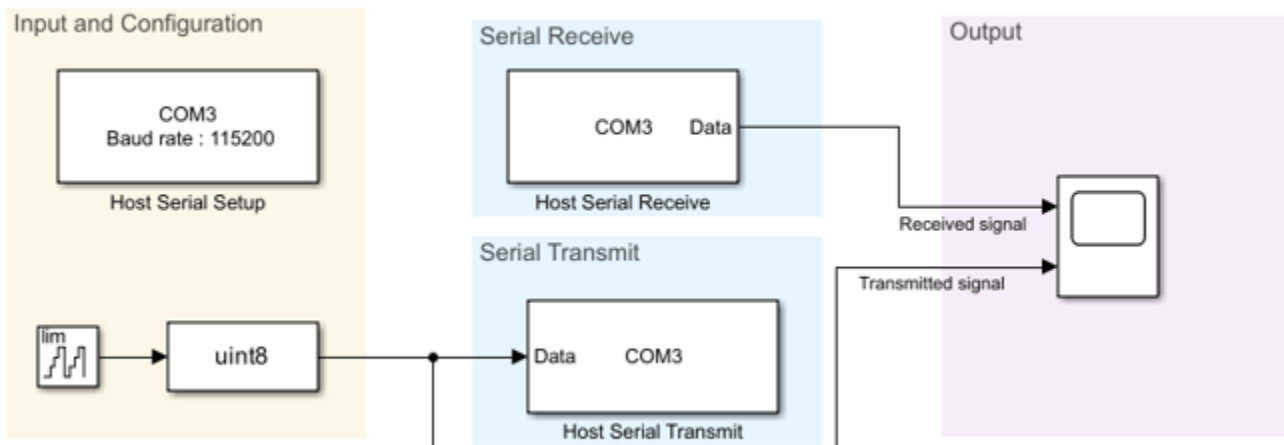 Input and Configuration
COM3
Baud rate : 115200
Host Serial Setup
lim
uint8
Serial Receive
COM3 Data
Host Serial Receive
Serial Transmit
Data COM3
Host Serial Transmit
Output
Received signal
Transmitted signal